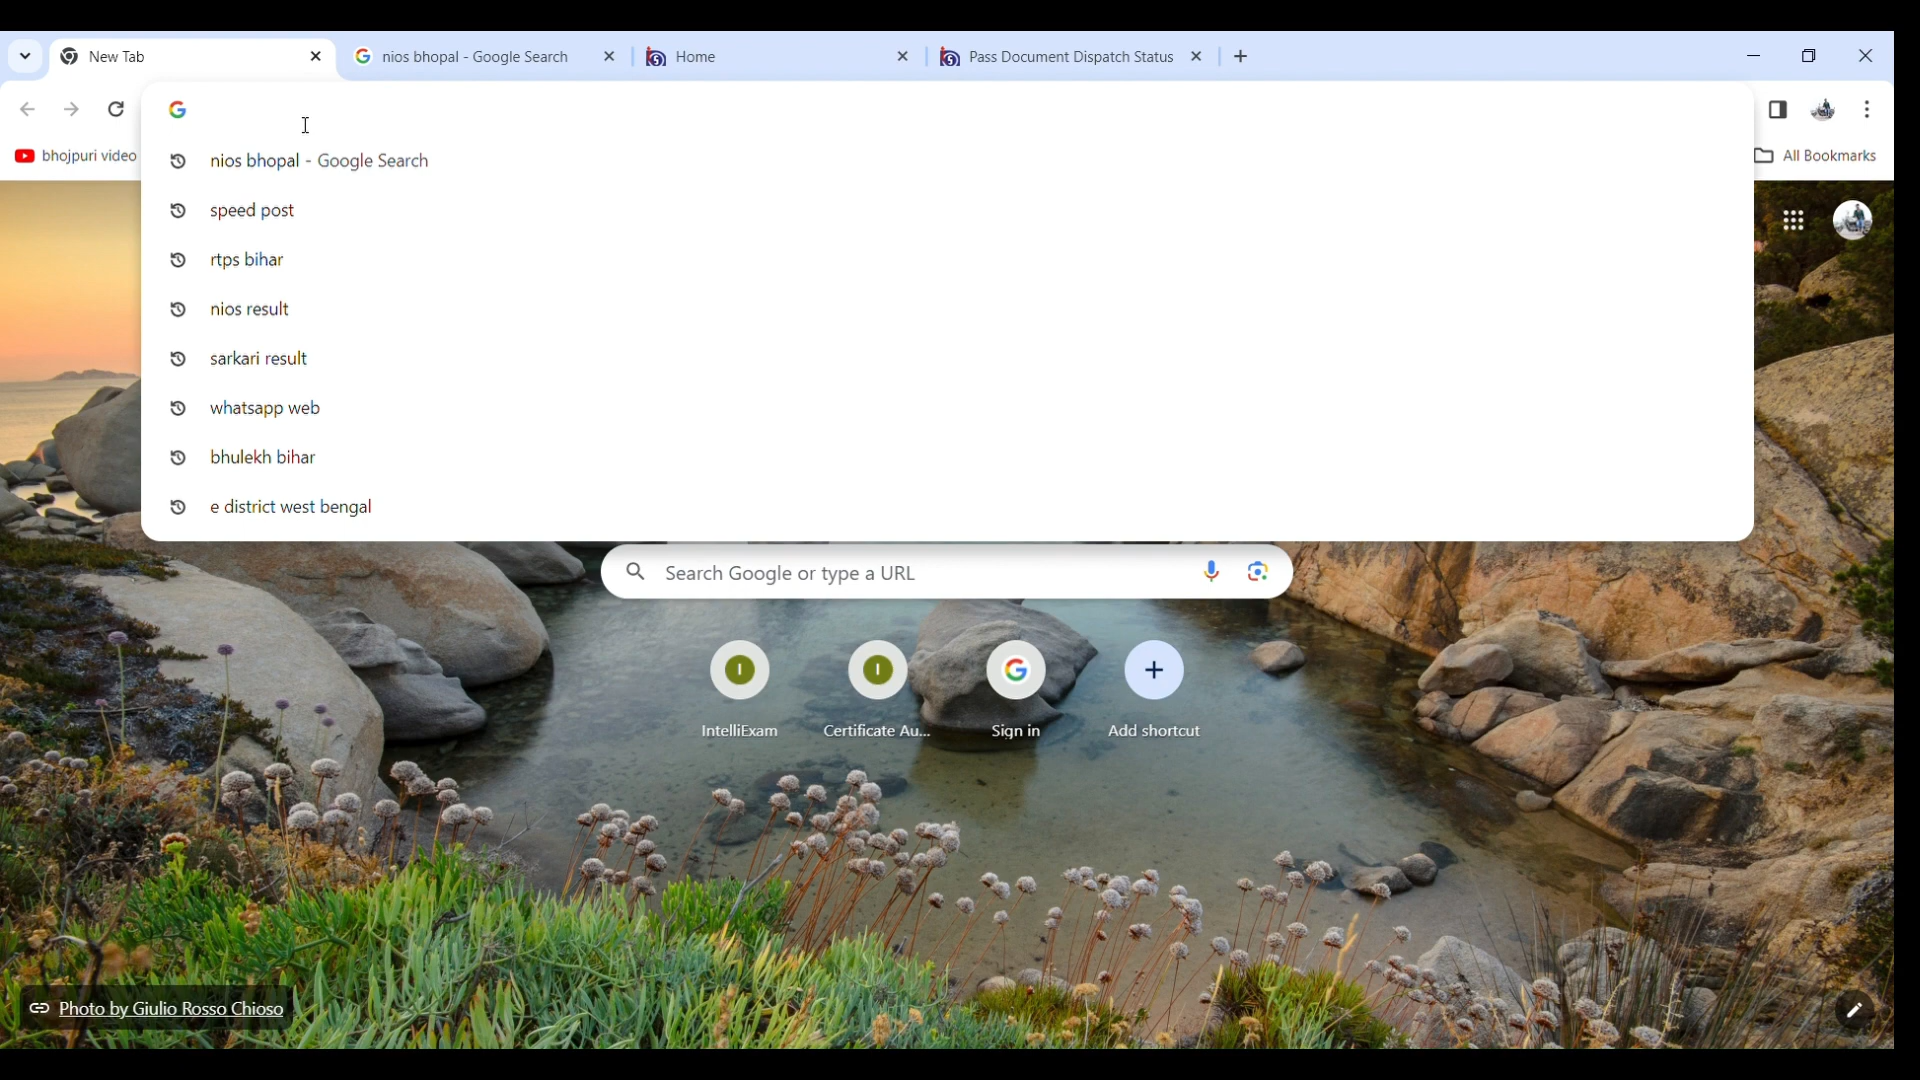 New Tab
nios bhopal - Google Search
Home
Pass Document Dispatch Status
bhojpuri video
All Bookmarks
nios bhopal - Google Search
speed post
rtps bihar
nios result
sarkari result
whatsapp web
bhulekh bihar
e district west bengal
Search Google or type a URL
IntelliExam
Certificate Au...
Sign in
Add shortcut
Photo by Giulio Rosso Chioso